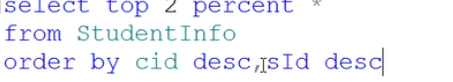 select top 2 percent *
from StudentInfo
order by cid desc,sId desc